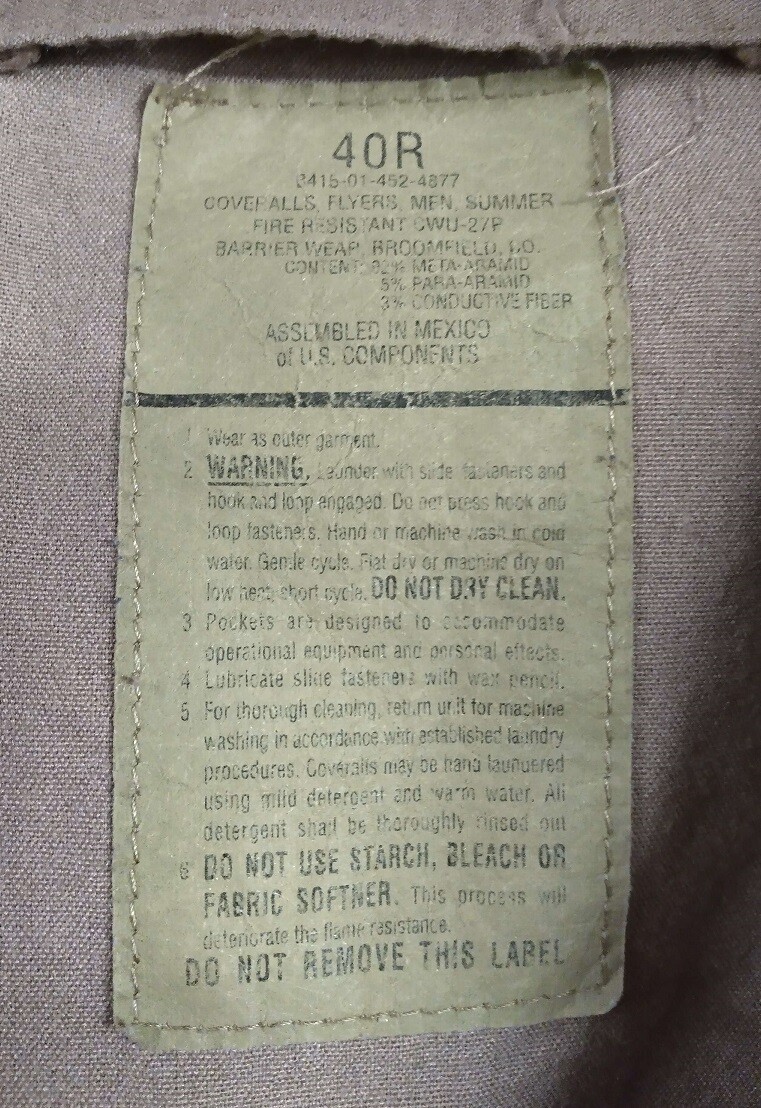 40R
8415-01-452-4877
COVERALLS, FLYERS, MEN, SUMMER
FIRE RESISTANT CWU-27/P
BARRIER WEAR, BROOMFIELD, CO.
CONTENT: 92% META-ARAMID
5% PARA-ARAMID
3% CONDUCTIVE FIBER
ASSEMBLED IN MEXICO
of U.S. COMPONENTS
1 Wear as outer garment.
2 WARNING. Launder with slide fasteners and
hook and loop engaged. Do not press hook and
loop fasteners. Hand or machine wash in cold
water. Gentle cycle. Flat dry or machine dry on
low heat, short cycle. DO NOT DRY CLEAN.
3 Pockets are designed to accommodate
operational equipment and personal effects.
4 Lubricate slide fasteners with wax pencil.
5 For thorough cleaning, return unit for machine
washing in accordance with established laundry
procedures. Coveralls may be hand laundered
using mild detergent and warm water. All
detergent shall be thoroughly rinsed out
6 DO NOT USE STARCH, BLEACH OR
FABRIC SOFTNER. This process will
deteriorate the flame resistance.
DO NOT REMOVE THIS LABEL